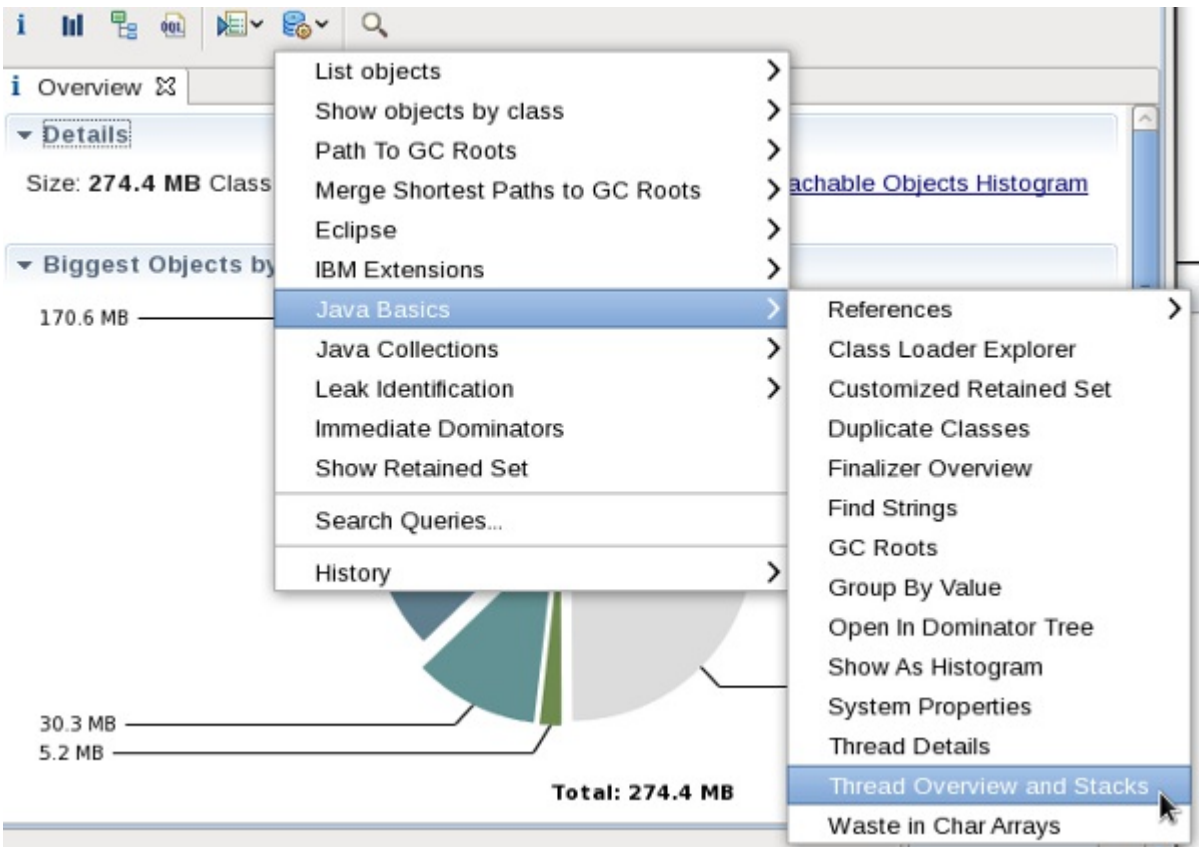 i
OQL
i Overview
Details
Size: 274.4 MB Class
achable Objects Histogram
Biggest Objects by
170.6 MB
30.3 MB
5.2 MB
Total: 274.4 MB
List objects
Show objects by class
Path To GC Roots
Merge Shortest Paths to GC Roots
Eclipse
IBM Extensions
Java Basics
Java Collections
Leak Identification
Immediate Dominators
Show Retained Set
Search Queries...
History
References
Class Loader Explorer
Customized Retained Set
Duplicate Classes
Finalizer Overview
Find Strings
GC Roots
Group By Value
Open In Dominator Tree
Show As Histogram
System Properties
Thread Details
Thread Overview and Stacks
Waste in Char Arrays